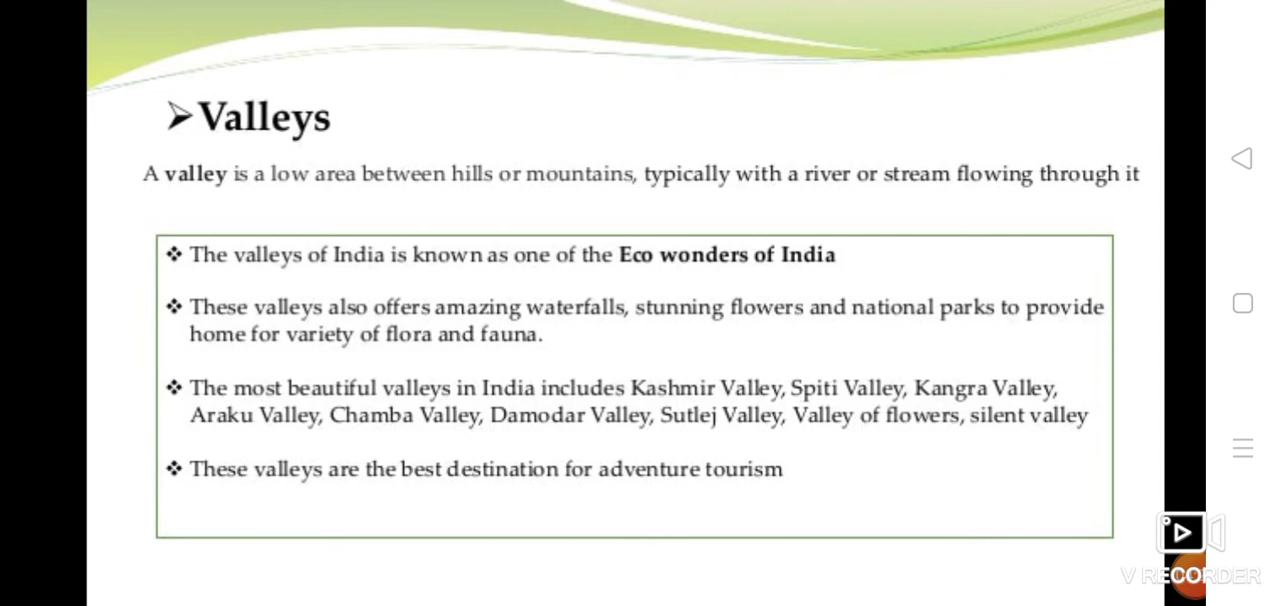 Valleys
A valley is a low area between hills or mountains, typically with a river or stream flowing through it
The valleys of India is known as one of the Eco wonders of India
These valleys also offers amazing waterfalls, stunning flowers and national parks to provide
home for variety of flora and fauna.
The most beautiful valleys in India includes Kashmir Valley, Spiti Valley, Kangra Valley,
Araku Valley, Chamba Valley, Damodar Valley, Sutlej Valley, Valley of flowers, silent valley
These valleys are the best destination for adventure tourism
V RECORDER